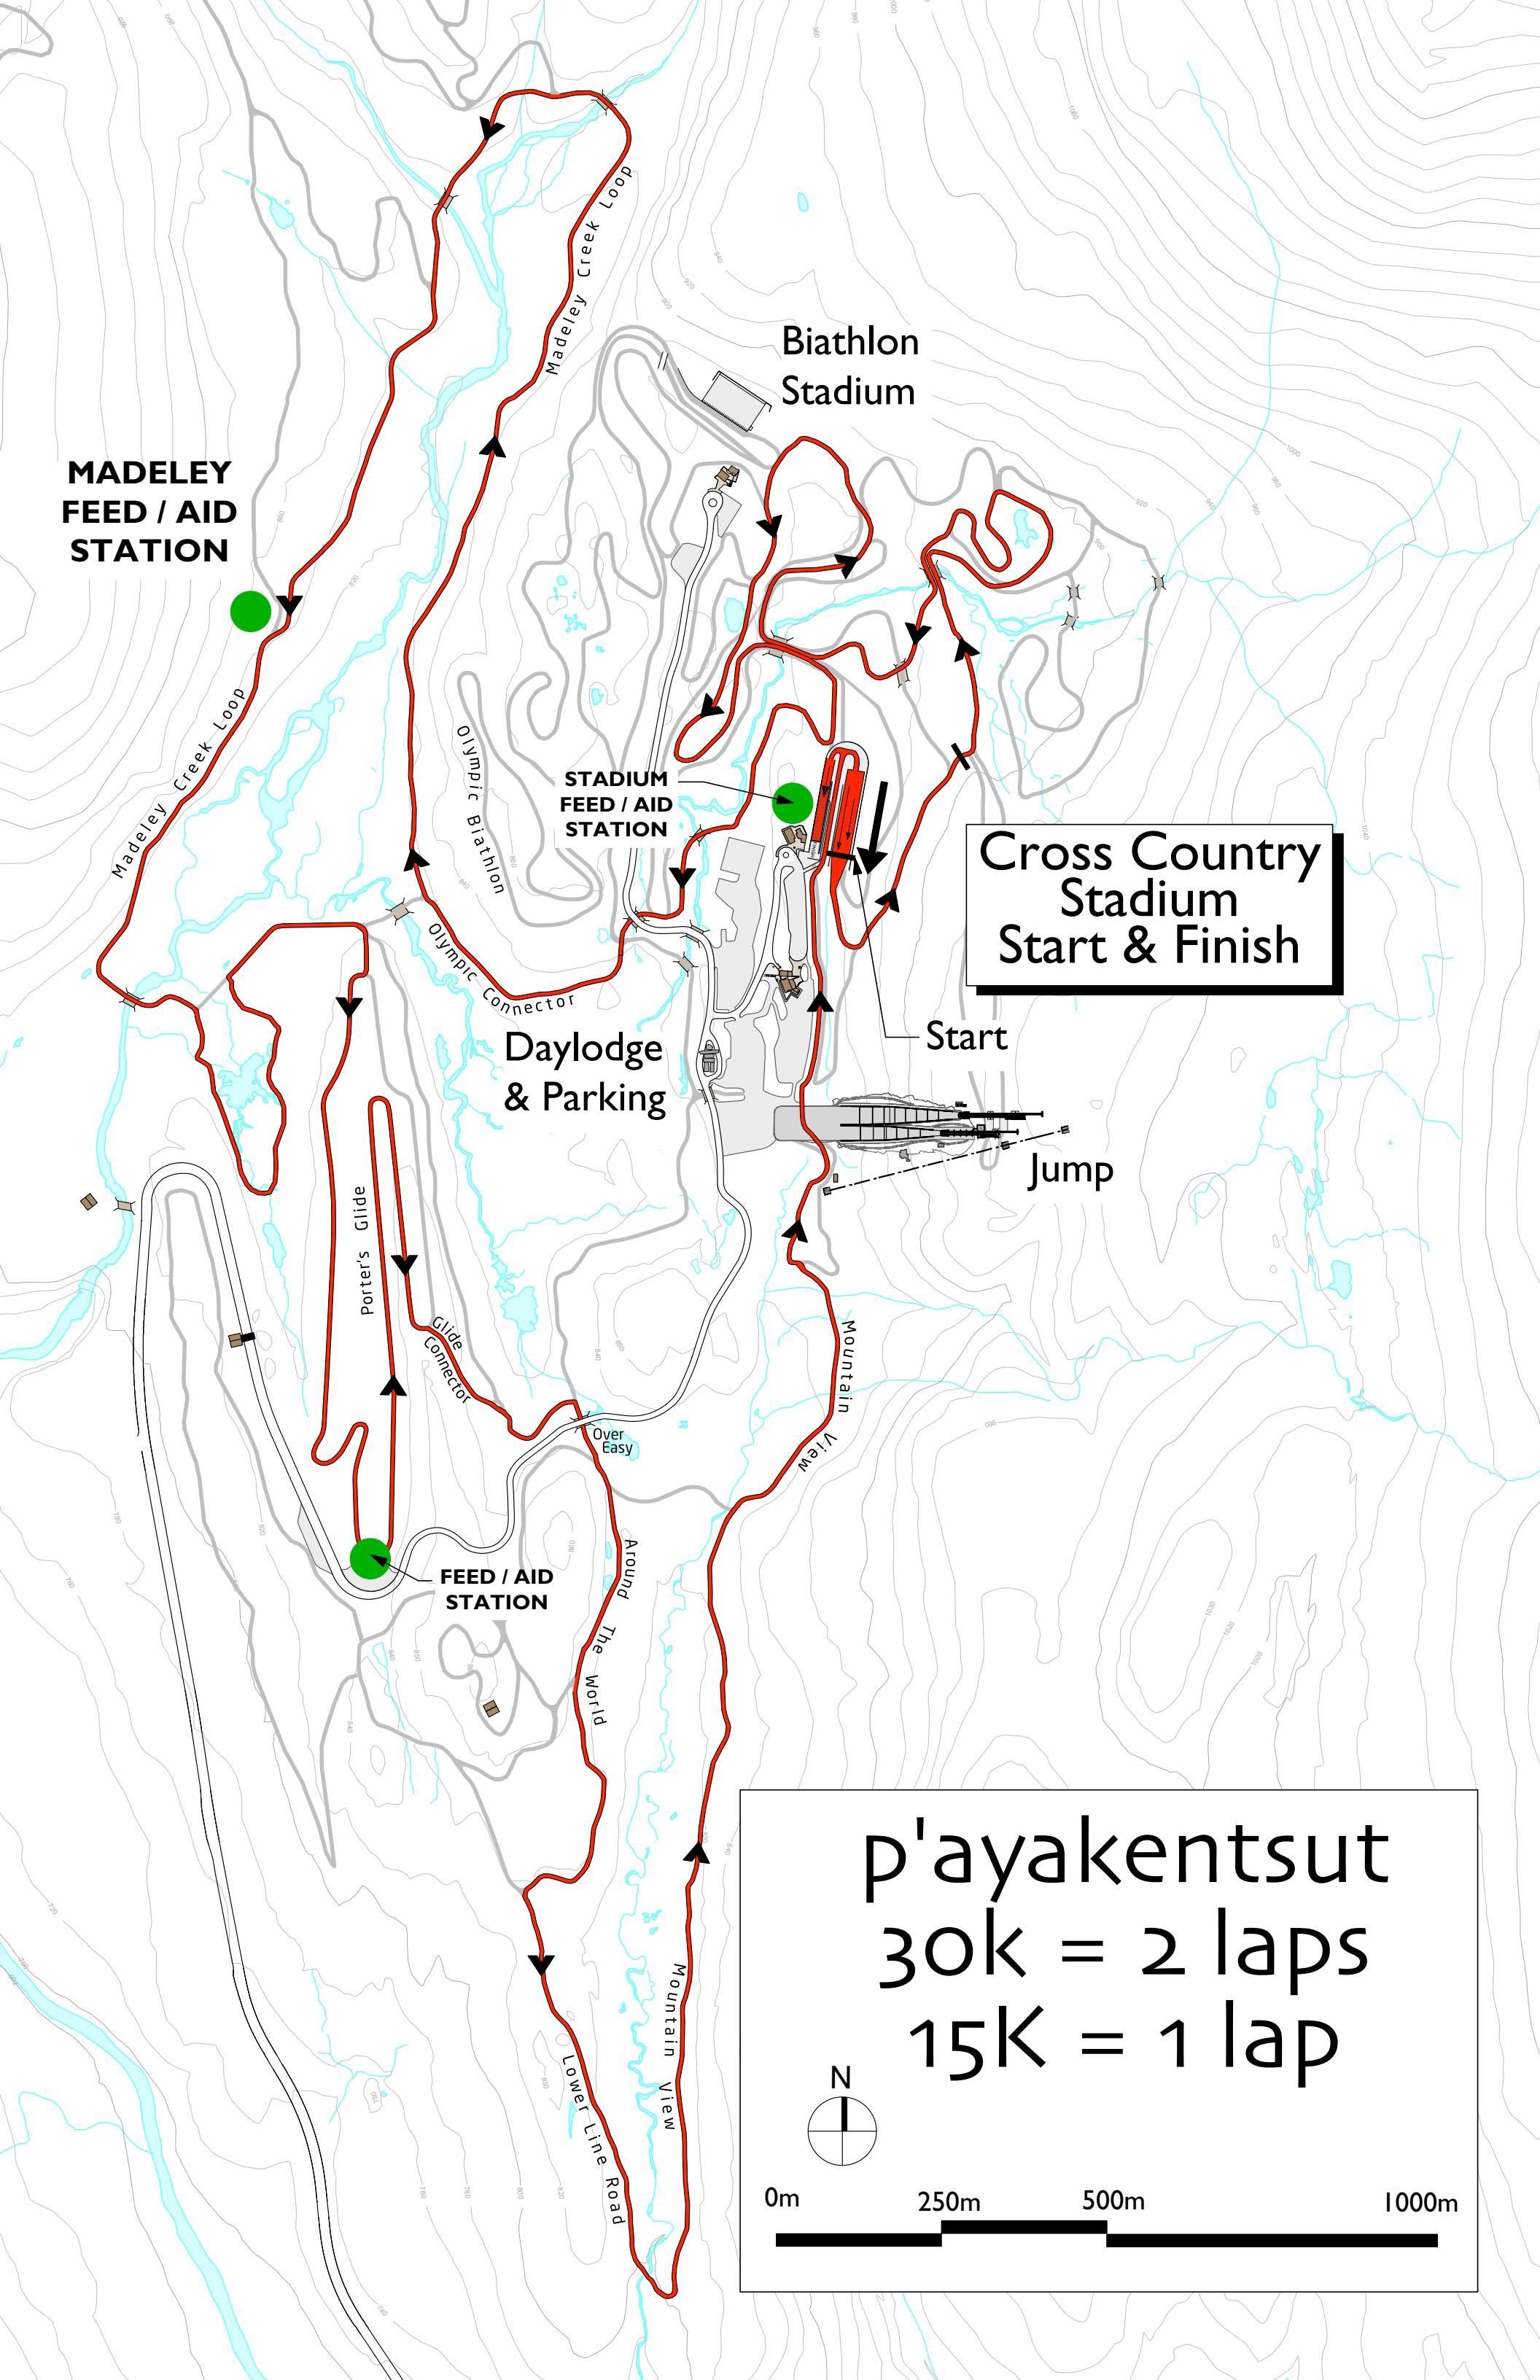 Madeley Creek Loop
Biathlon
Stadium
MADELEY
FEED / AID
STATION
Madeley Creek Loop
Olympic Biathlon
STADIUM
FEED / AID
STATION
Cross Country
Stadium
Start & Finish
Olympic Connector
Start
Daylodge
& Parking
Jump
Porter's Glide
Glide
Connector
Mountain View
Over
Easy
Around The World
FEED / AID
STATION
p'ayakentsut
30k = 2 laps
15K = 1 lap
Mountain View
Lower Line Road
N
0m
250m
500m
1000m